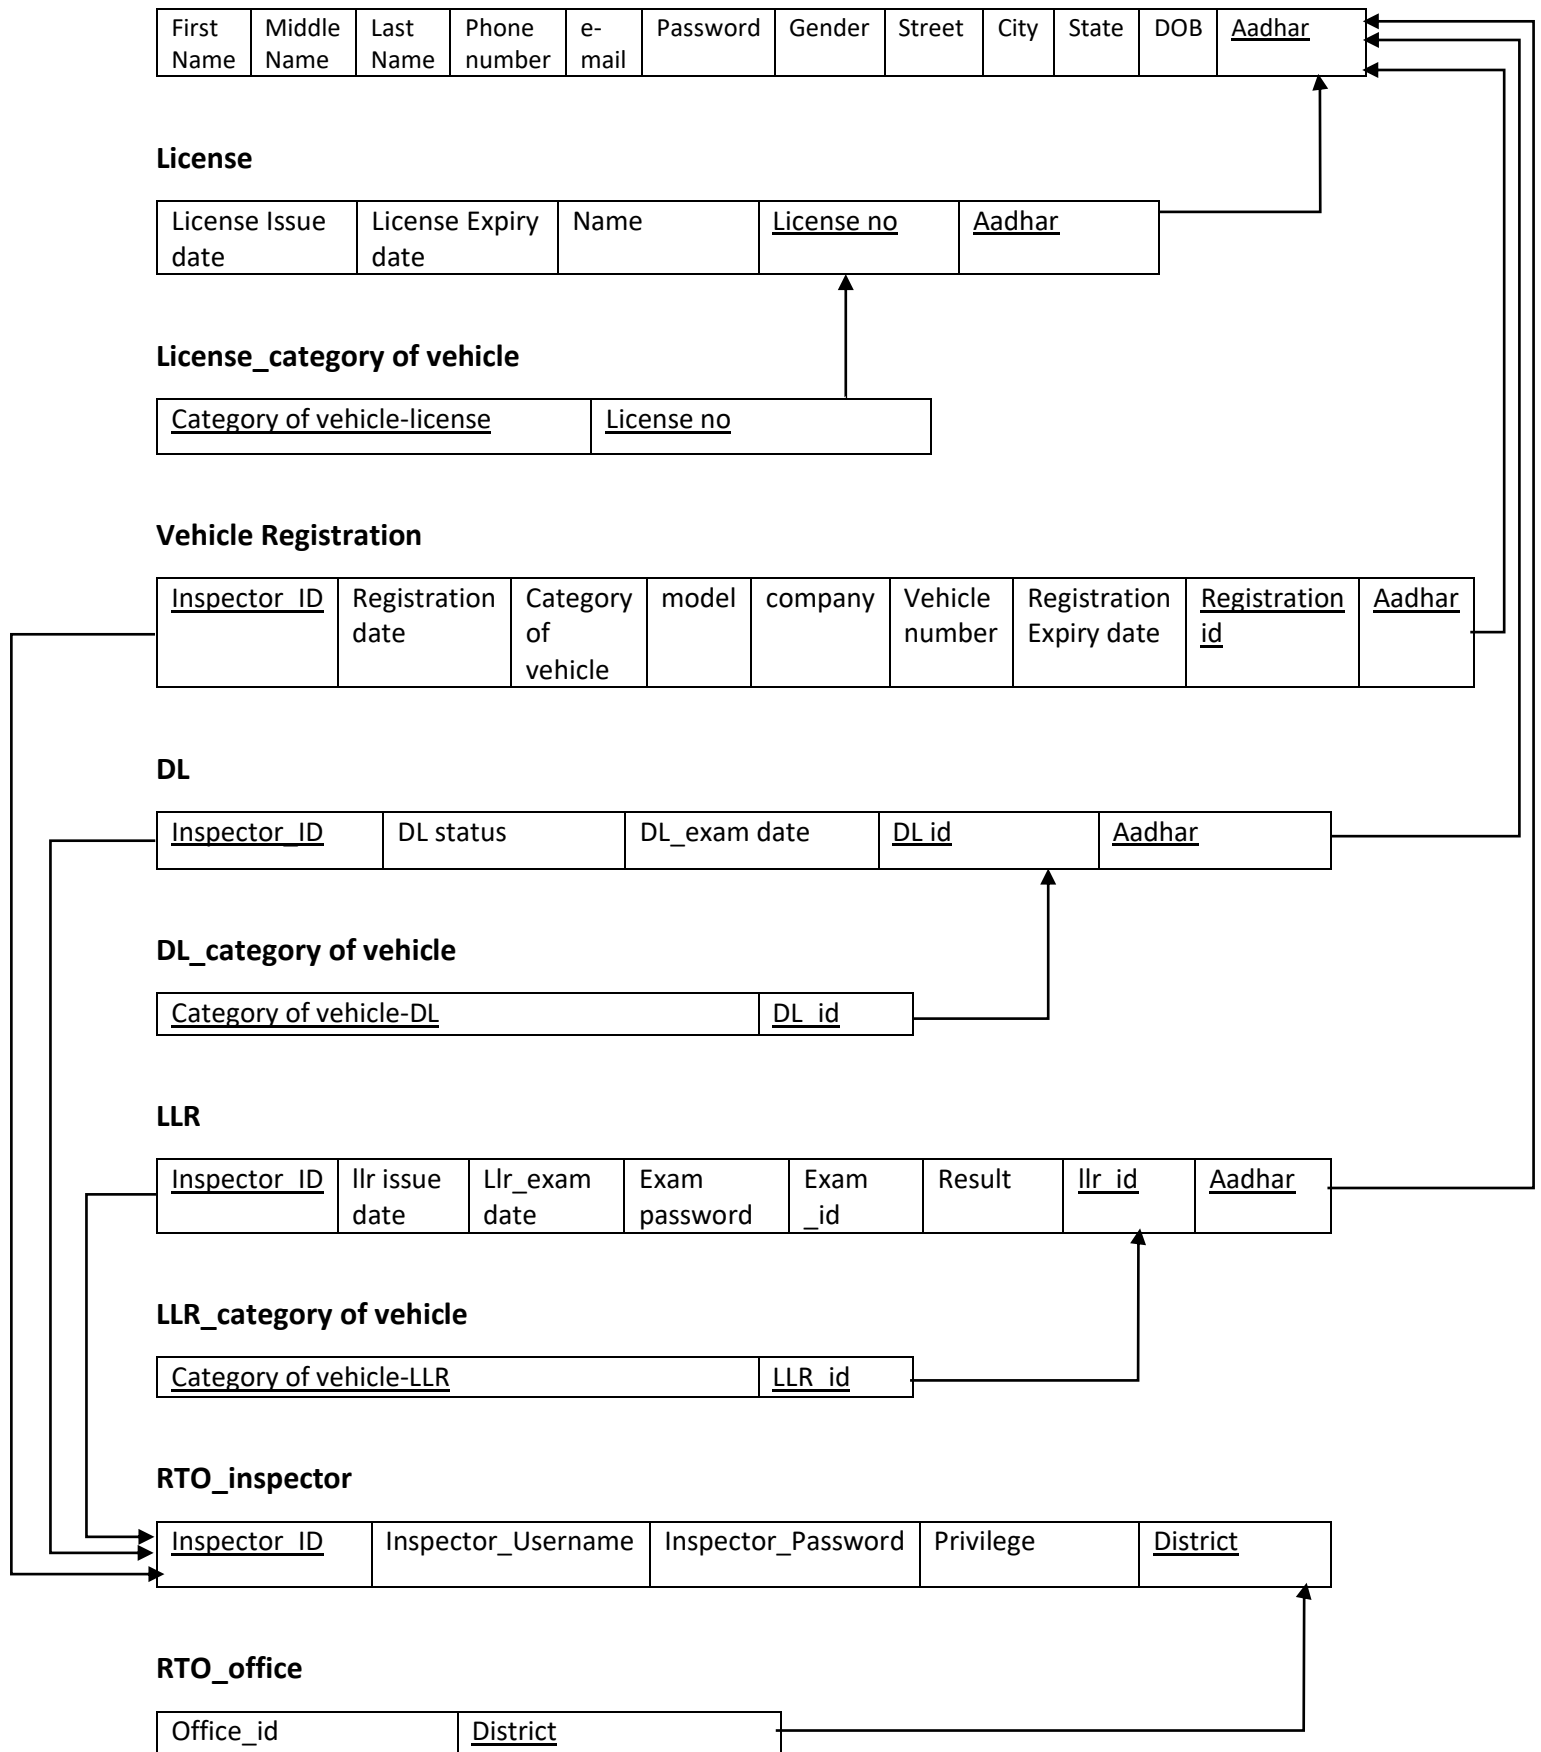 First Middle Last Phone e- Password Gender Street City State DOB Aadhar
Name Name Name number mail
License
License Issue License Expiry Name License no Aadhar
date date
License_category of vehicle
Category of vehicle-license License no
Vehicle Registration
Inspector_ID Registration Category model company Vehicle Registration Registration Aadhar
date of number Expiry date id
vehicle
DL
Inspector_ID DL status DL_exam date DL id Aadhar
DL_category of vehicle
Category of vehicle-DL DL_id
LLR
Inspector_ID llr issue Llr_exam Exam Exam Result llr_id Aadhar
date date password _id
LLR_category of vehicle
Category of vehicle-LLR LLR_id
RTO_inspector
Inspector_ID Inspector_Username Inspector_Password Privilege District
RTO_office
Office_id District